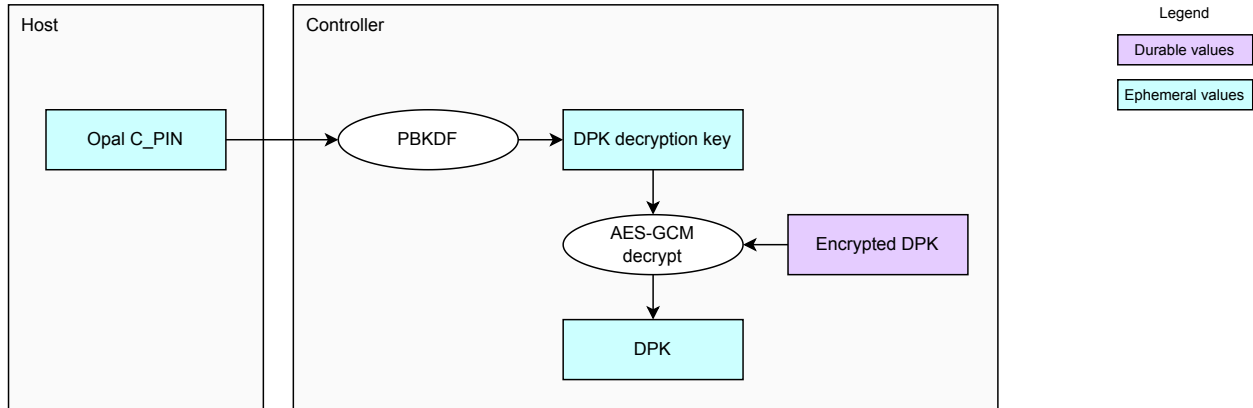 Host
Controller
Legend
Durable values
Ephemeral values
Opal C_PIN
PBKDF
DPK decryption key
AES-GCM
decrypt
Encrypted DPK
DPK